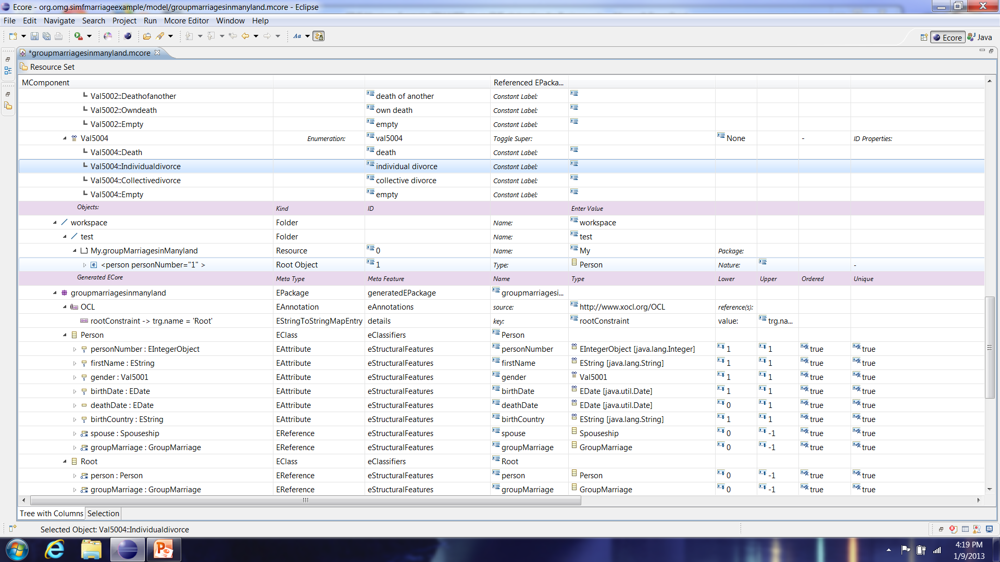 Ecore - org.omg.simfmarriageexample/model/groupmarriagesinmanyland.mcore - Eclipse
File Edit Navigate Search Project Run Mcore Editor Window Help
Aa Ecore Java
*groupmarriagesinmanyland.mcore
Resource Set
MComponent Referenced EPacka...
Val5002::Deathofanother death of another Constant Label:
Val5002::Owndeath own death Constant Label:
Val5002::Empty empty Constant Label:
Val5004 Enumeration: val5004 Toggle Super: None - ID Properties:
Val5004::Death death Constant Label:
Val5004::Individualdivorce individual divorce Constant Label:
Val5004::Collectivedivorce collective divorce Constant Label:
Val5004::Empty empty Constant Label:
Objects: Kind ID Enter Value
workspace Folder Name: workspace
test Folder Name: test
My.groupMarriagesinManyland Resource 0 Name: My Package:
<person personNumber="1" > Root Object 1 Type: Person Nature: -
Generated ECore Meta Type Meta Feature Name Type Lower Upper Ordered Unique
groupmarriagesinmanyland EPackage generatedEPackage groupmarriagesi...
OCL EAnnotation eAnnotations source: http://www.xocl.org/OCL reference(s):
rootConstraint -> trg.name = 'Root' EStringToStringMapEntry details key: rootConstraint value: trg.na...
Person EClass eClassifiers Person
personNumber : EIntegerObject EAttribute eStructuralFeatures personNumber EIntegerObject [java.lang.Integer] 1 1 true true
firstName : EString EAttribute eStructuralFeatures firstName EString [java.lang.String] 1 1 true true
gender : Val5001 EAttribute eStructuralFeatures gender Val5001 1 1 true true
birthDate : EDate EAttribute eStructuralFeatures birthDate EDate [java.util.Date] 1 1 true true
deathDate : EDate EAttribute eStructuralFeatures deathDate EDate [java.util.Date] 0 1 true true
birthCountry : EString EAttribute eStructuralFeatures birthCountry EString [java.lang.String] 1 1 true true
spouse : Spouseship EReference eStructuralFeatures spouse Spouseship 0 -1 true true
groupMarriage : GroupMarriage EReference eStructuralFeatures groupMarriage GroupMarriage 0 -1 true true
Root EClass eClassifiers Root
person : Person EReference eStructuralFeatures person Person 0 -1 true true
groupMarriage : GroupMarriage EReference eStructuralFeatures groupMarriage GroupMarriage 0 -1 true true
Tree with Columns Selection
Selected Object: Val5004::Individualdivorce
4:19 PM
1/9/2013